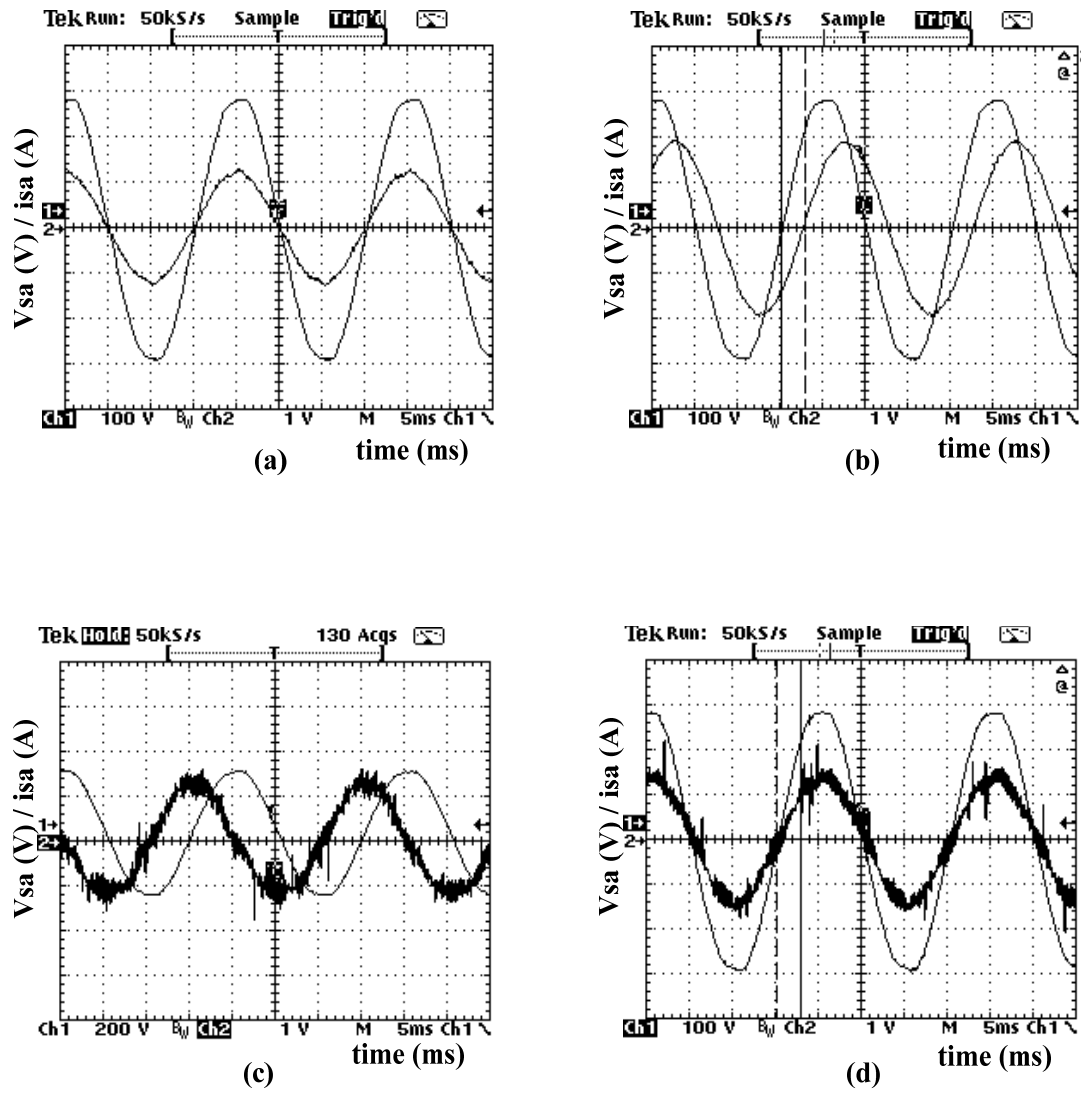 Tek Run: 50kS/s Sample Trig'd
T
Vsa (V) / isa (A)
1
2
Ch1 100 V BW Ch2 1 V M 5ms Ch1
time (ms)
(a)
Tek Run: 50kS/s Sample Trig'd
T
Vsa (V) / isa (A)
1
2
Ch1 100 V BW Ch2 1 V M 5ms Ch1
time (ms)
(b)
Tek Hold: 50kS/s 130 Acqs
T
Vsa (V) / isa (A)
1
2
Ch1 200 V BW Ch2 1 V M 5ms Ch1
time (ms)
(c)
Tek Run: 50kS/s Sample Trig'd
T
Vsa (V) / isa (A)
1
2
Ch1 100 V BW Ch2 1 V M 5ms Ch1
time (ms)
(d)